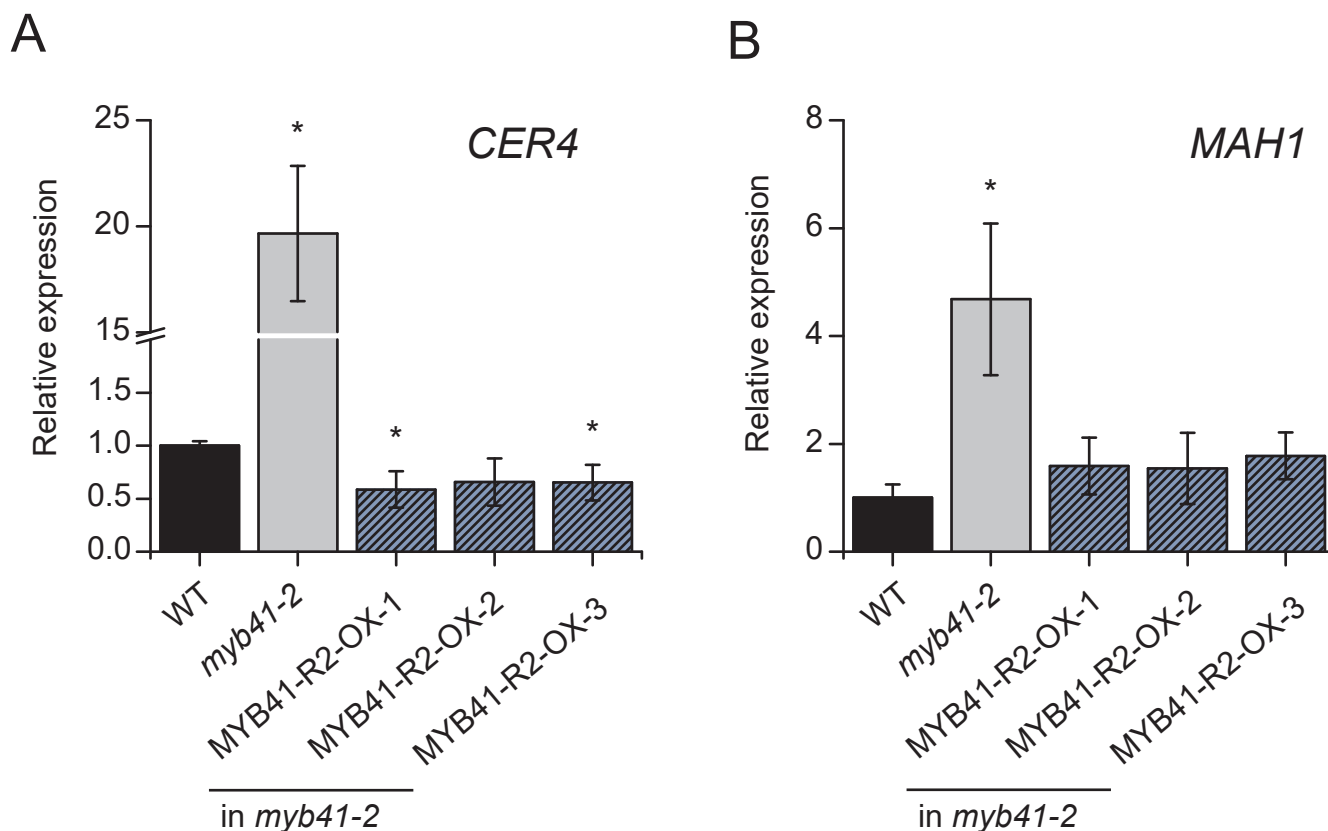 A
CER4
Relative expression
25
20
15
1.5
1.0
0.5
0.0
*
*
*
WT
myb41-2
MYB41-R2-OX-1
MYB41-R2-OX-2
MYB41-R2-OX-3
in myb41-2
B
MAH1
Relative expression
8
6
4
2
0
*
WT
myb41-2
MYB41-R2-OX-1
MYB41-R2-OX-2
MYB41-R2-OX-3
in myb41-2